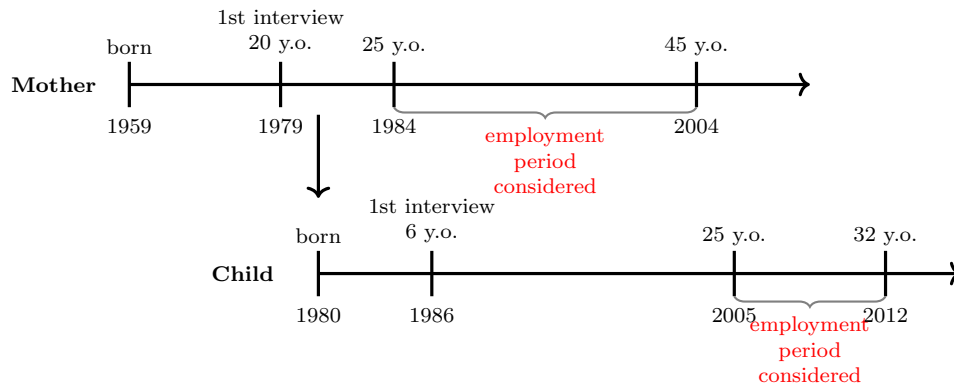 1st interview
born 20 y.o. 25 y.o. 45 y.o.
Mother
1959 1979 1984 2004
employment
period
considered
1st interview
born 6 y.o. 25 y.o. 32 y.o.
Child
1980 1986 2005 2012
employment
period
considered